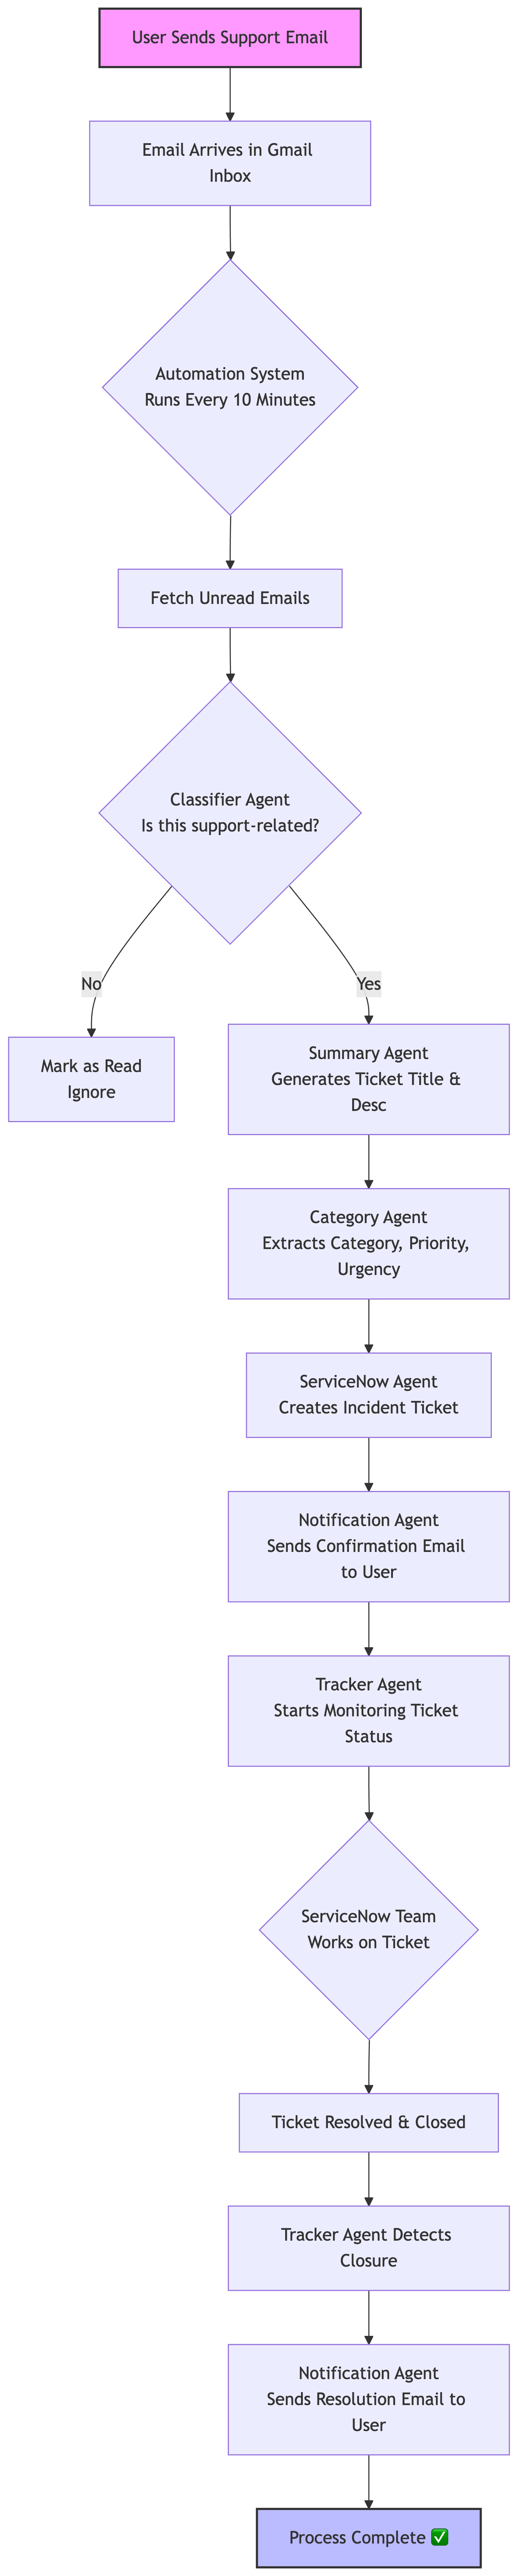 User Sends Support Email
Email Arrives in Gmail
Inbox
Automation System
Runs Every 10 Minutes
Fetch Unread Emails
Classifier Agent
Is this support-related?
No
Yes
Mark as Read
Ignore
Summary Agent
Generates Ticket Title &
Desc
Category Agent
Extracts Category, Priority,
Urgency
ServiceNow Agent
Creates Incident Ticket
Notification Agent
Sends Confirmation Email
to User
Tracker Agent
Starts Monitoring Ticket
Status
ServiceNow Team
Works on Ticket
Ticket Resolved & Closed
Tracker Agent Detects
Closure
Notification Agent
Sends Resolution Email to
User
Process Complete ✅